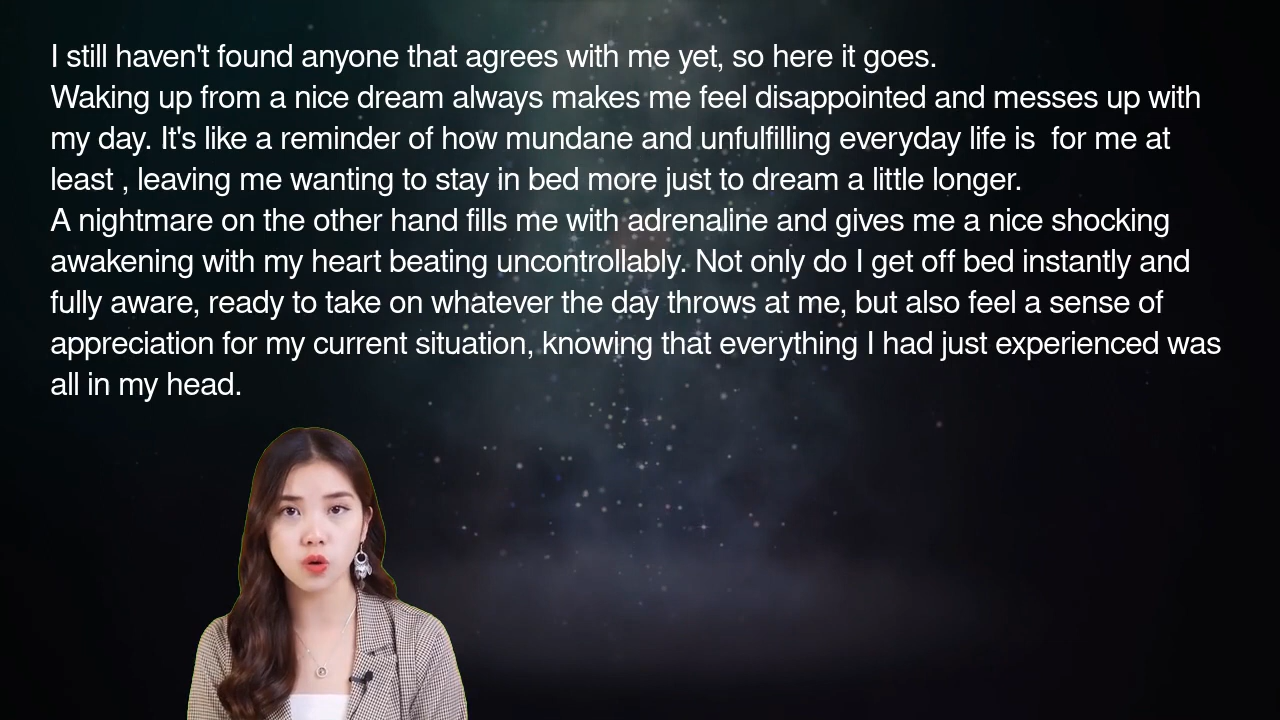 I still haven't found anyone that agrees with me yet, so here it goes.
Waking up from a nice dream always makes me feel disappointed and messes up with
my day. It's like a reminder of how mundane and unfulfilling everyday life is  for me at
least , leaving me wanting to stay in bed more just to dream a little longer.
A nightmare on the other hand fills me with adrenaline and gives me a nice shocking
awakening with my heart beating uncontrollably. Not only do I get off bed instantly and
fully aware, ready to take on whatever the day throws at me, but also feel a sense of
appreciation for my current situation, knowing that everything I had just experienced was
all in my head.